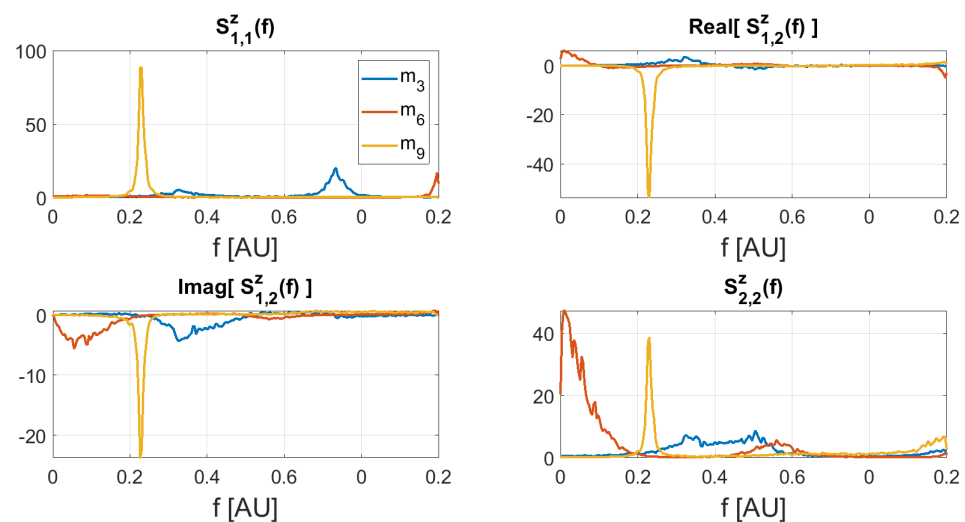 S^z_{1,1}(f)
100
50
0
m_3
m_6
m_9
0 0.2 0.4 0.6 0 0.2
f [AU]
Real[ S^z_{1,2}(f) ]
0
-20
-40
0 0.2 0.4 0.6 0 0.2
f [AU]
Imag[ S^z_{1,2}(f) ]
0
-10
-20
0 0.2 0.4 0.6 0 0.2
f [AU]
S^z_{2,2}(f)
40
20
0
0 0.2 0.4 0.6 0 0.2
f [AU]